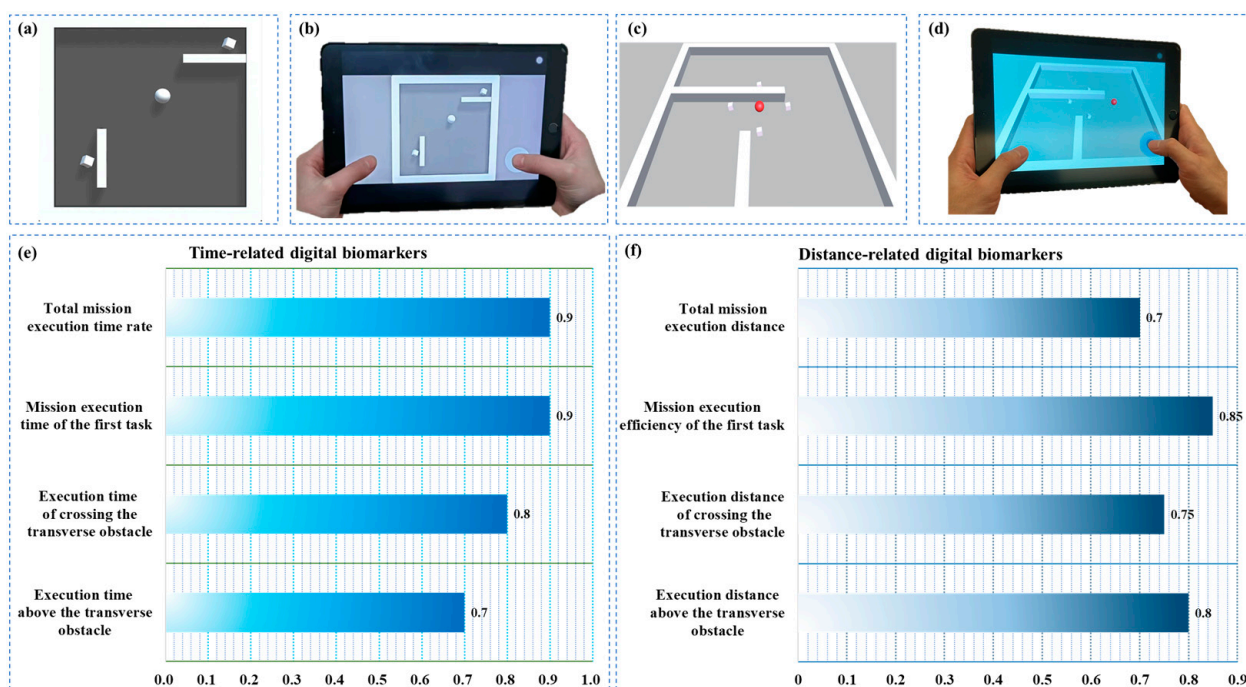 (a)
(b)
(c)
(d)
(e)
Time-related digital biomarkers
Total mission
execution time rate
0.9
Mission execution
time of the first task
0.9
Execution time
of crossing the
transverse obstacle
0.8
Execution time
above the transverse
obstacle
0.7
0.0 0.1 0.2 0.3 0.4 0.5 0.6 0.7 0.8 0.9 1.0
(f)
Distance-related digital biomarkers
Total mission
execution distance
0.7
Mission execution
efficiency of the first task
0.85
Execution distance
of crossing the
transverse obstacle
0.75
Execution distance
above the transverse
obstacle
0.8
0 0.1 0.2 0.3 0.4 0.5 0.6 0.7 0.8 0.9